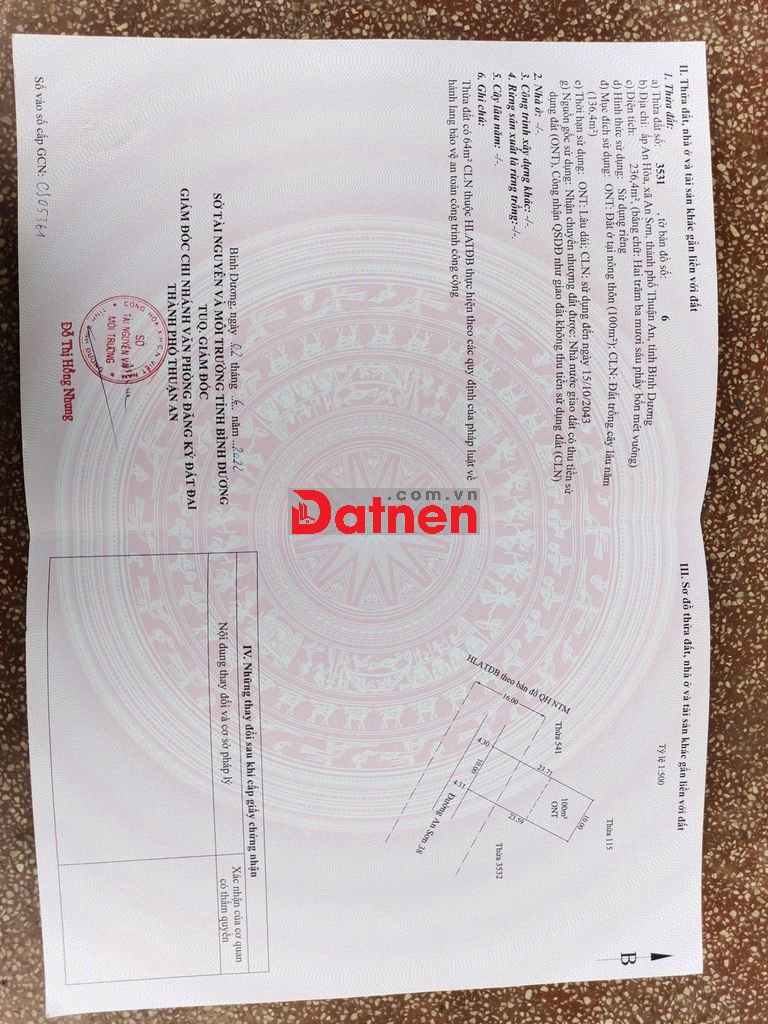 II. Thửa đất, nhà ở và tài sản khác gắn liền với đất
1. Thửa đất:
a) Thửa đất số: 3531 , tờ bản đồ số: 6
b) Địa chỉ: ấp An Hòa, xã An Sơn, thành phố Thuận An, tỉnh Bình Dương
c) Diện tích: 236,4m², (bằng chữ: Hai trăm ba mươi sáu phẩy bốn mét vuông)
d) Hình thức sử dụng: Sử dụng riêng
đ) Mục đích sử dụng: ONT: Đất ở tại nông thôn (100m²); CLN: Đất trồng cây lâu năm
(136,4m²)
e) Thời hạn sử dụng: ONT: Lâu dài; CLN: sử dụng đến ngày 15/10/2043
g) Nguồn gốc sử dụng: Nhận chuyển nhượng đất được: Nhà nước giao đất có thu tiền sử
dụng đất (ONT), Công nhận QSDĐ như giao đất không thu tiền sử dụng đất (CLN)
2. Nhà ở: -/-.
3. Công trình xây dựng khác: -/-.
4. Rừng sản xuất là rừng trồng: -/-.
5. Cây lâu năm: -/-.
6. Ghi chú:
Thửa đất có 64m² CLN thuộc HLATĐB thực hiện theo các quy định của pháp luật về
hành lang bảo vệ an toàn công trình công cộng
Bình Dương, ngày 02 tháng 6 năm 2022
SỞ TÀI NGUYÊN VÀ MÔI TRƯỜNG TỈNH BÌNH DƯƠNG
TUQ. GIÁM ĐỐC
GIÁM ĐỐC CHI NHÁNH VĂN PHÒNG ĐĂNG KÝ ĐẤT ĐAI
THÀNH PHỐ THUẬN AN
SỞ
TÀI NGUYÊN VÀ
MÔI TRƯỜNG
Đỗ Thị Hồng Nhung
Số vào sổ cấp GCN: CS05361
III. Sơ đồ thửa đất, nhà ở và tài sản khác gắn liền với đất
Tỷ lệ 1:500
B
Thửa 115
Thửa 541
10.00
100m²
ONT
23.71
23.59
HLATĐB theo bản đồ QH NTM
16.00
4.30
10.00
4.33
Thửa 3532
Đường An Sơn 38
IV. Những thay đổi sau khi cấp giấy chứng nhận
Nội dung thay đổi và cơ sở pháp lý
Xác nhận của cơ quan
có thẩm quyền
.com.vn
Datnen